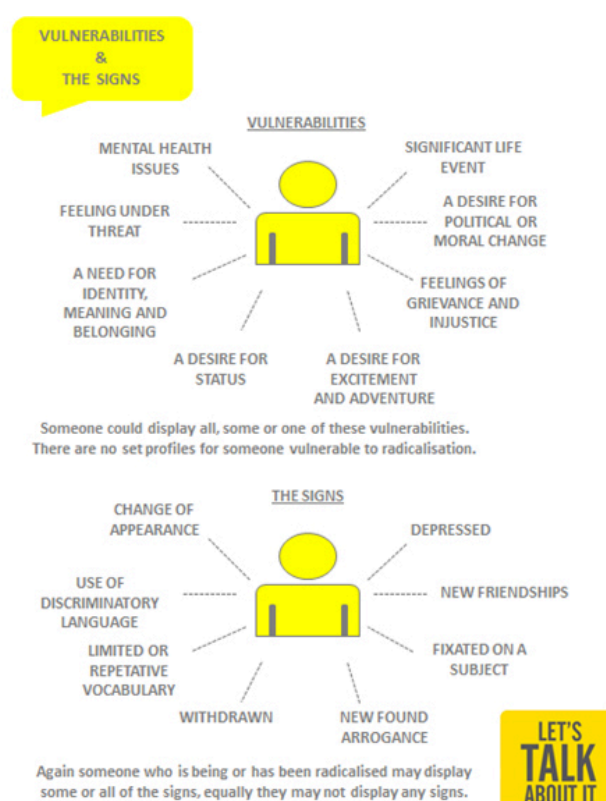 VULNERABILITIES
&
THE SIGNS
VULNERABILITIES
MENTAL HEALTH
ISSUES
SIGNIFICANT LIFE
EVENT
FEELING UNDER
THREAT
A DESIRE FOR
POLITICAL OR
MORAL CHANGE
A NEED FOR
IDENTITY,
MEANING AND
BELONGING
FEELINGS OF
GRIEVANCE AND
INJUSTICE
A DESIRE FOR
STATUS
A DESIRE FOR
EXCITEMENT
AND ADVENTURE
Someone could display all, some or one of these vulnerabilities.
There are no set profiles for someone vulnerable to radicalisation.
THE SIGNS
CHANGE OF
APPEARANCE
DEPRESSED
USE OF
DISCRIMINATORY
LANGUAGE
NEW FRIENDSHIPS
LIMITED OR
REPETATIVE
VOCABULARY
FIXATED ON A
SUBJECT
WITHDRAWN
NEW FOUND
ARROGANCE
Again someone who is being or has been radicalised may display
some or all of the signs, equally they may not display any signs.
LET'S
TALK
ABOUT IT